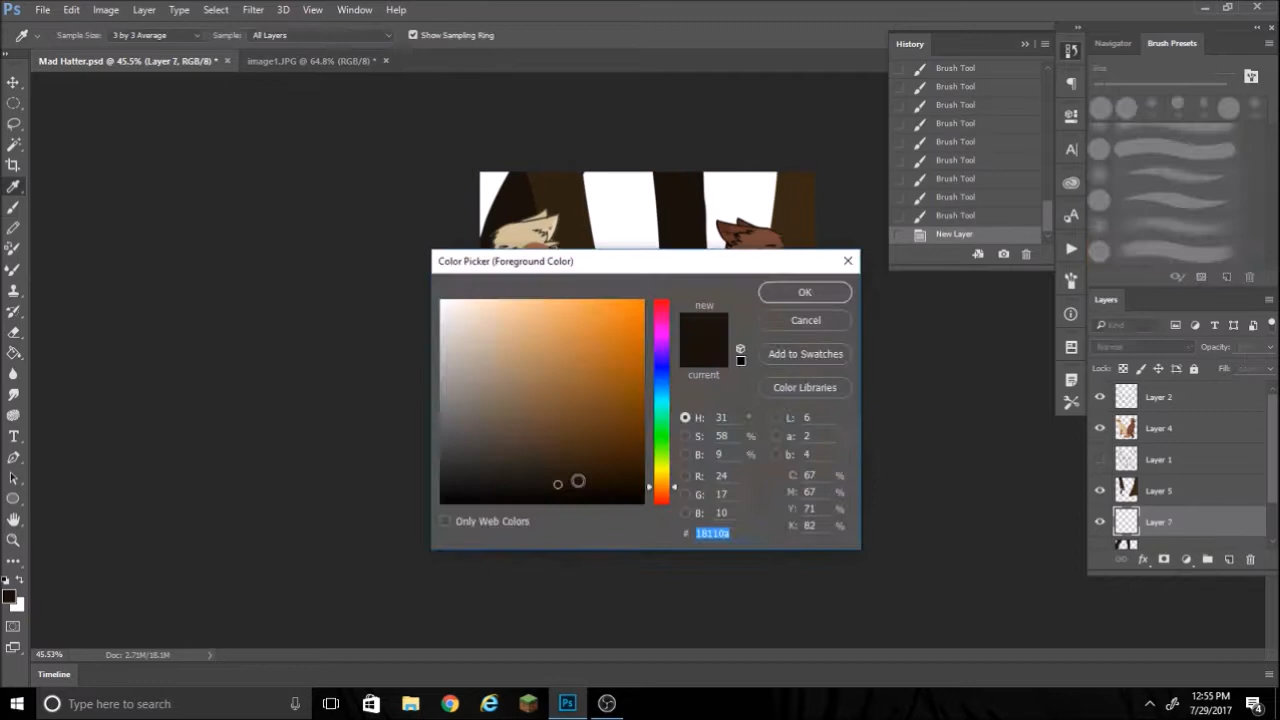 Ps File Edit Image Layer Type Select Filter 3D View Window Help
Sample Size: 3 by 3 Average Sample: All Layers Show Sampling Ring
Mad Hatter.psd @ 45.5% (Layer 7, RGB/8) * × image1.JPG @ 64.8% (RGB/8) * ×
History
Brush Tool
Brush Tool
Brush Tool
Brush Tool
Brush Tool
Brush Tool
Brush Tool
Brush Tool
Brush Tool
New Layer
Navigator Brush Presets
Size
Color Picker (Foreground Color)
new
current
OK
Cancel
Add to Swatches
Color Libraries
H: 31 °
S: 58 %
B: 9 %
R: 24
G: 17
B: 10
# 18110a
L: 6
a: 2
b: 4
C: 67 %
M: 67 %
Y: 71 %
K: 82 %
Only Web Colors
Layers
Kind
Normal Opacity:
Lock: Fill:
Layer 2
Layer 4
Layer 1
Layer 5
Layer 7
45.53% Doc: 2.71M/18.1M
Timeline
Type here to search
12:55 PM
7/29/2017
4